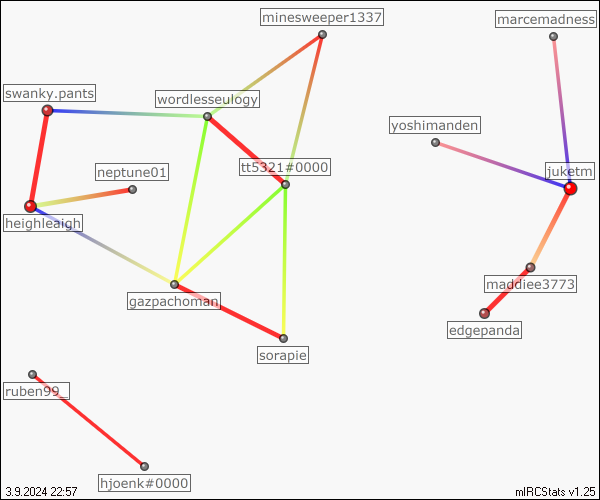 minesweeper1337
marcemadness
swanky.pants
wordlesseulogy
yoshimanden
neptune01
tt5321#0000
juketm
heighleaigh
maddiee3773
gazpachoman
edgepanda
sorapie
ruben99_
hjoenk#0000
3.9.2024 22:57
mIRCStats v1.25